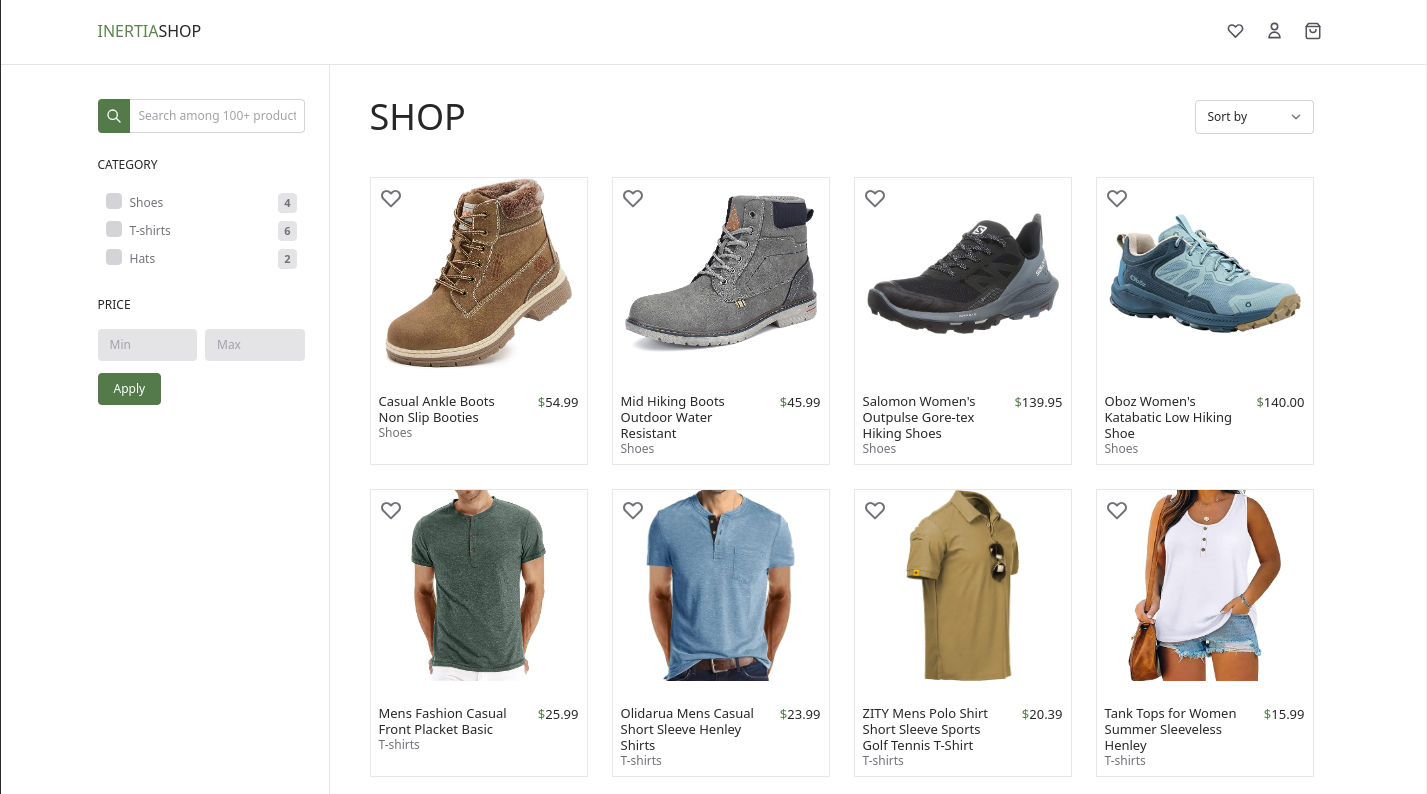 INERTIASHOP
Search among 100+ product
CATEGORY
Shoes 4
T-shirts 6
Hats 2
PRICE
Min Max
Apply
SHOP
Sort by
Casual Ankle Boots
Non Slip Booties
Shoes
$54.99
Mid Hiking Boots
Outdoor Water
Resistant
Shoes
$45.99
Salomon Women's
Outpulse Gore-tex
Hiking Shoes
Shoes
$139.95
Oboz Women's
Katabatic Low Hiking
Shoe
Shoes
$140.00
Mens Fashion Casual
Front Placket Basic
T-shirts
$25.99
Olidarua Mens Casual
Short Sleeve Henley
Shirts
T-shirts
$23.99
ZITY Mens Polo Shirt
Short Sleeve Sports
Golf Tennis T-Shirt
T-shirts
$20.39
Tank Tops for Women
Summer Sleeveless
Henley
T-shirts
$15.99